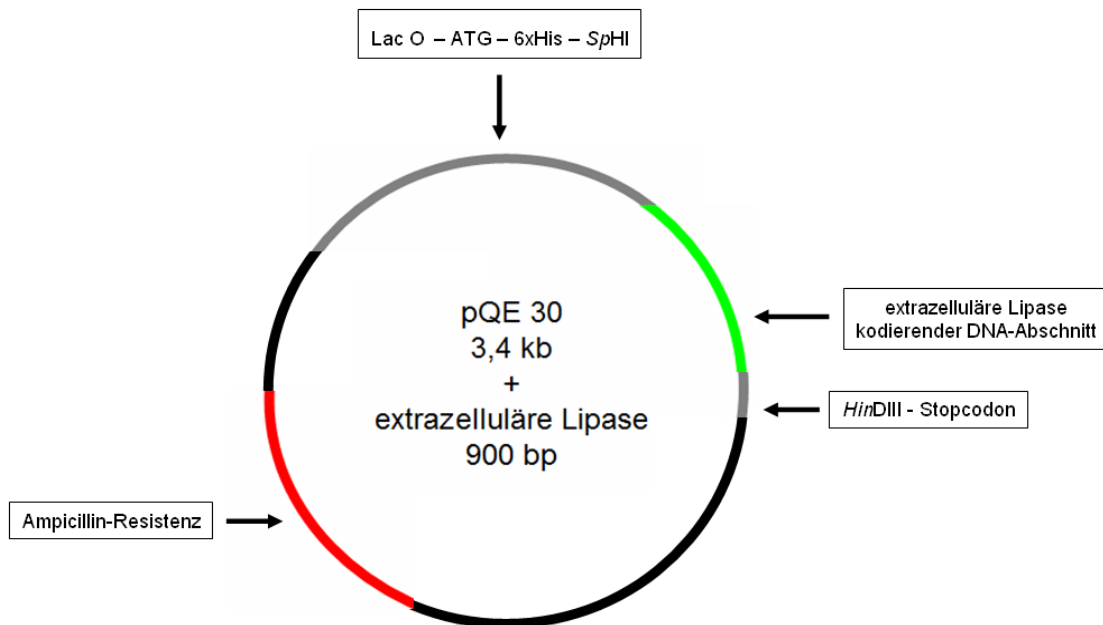 Lac O – ATG – 6xHis – SpHI
pQE 30
3,4 kb
+
extrazelluläre Lipase
900 bp
extrazelluläre Lipase
kodierender DNA-Abschnitt
HinDIII - Stopcodon
Ampicillin-Resistenz